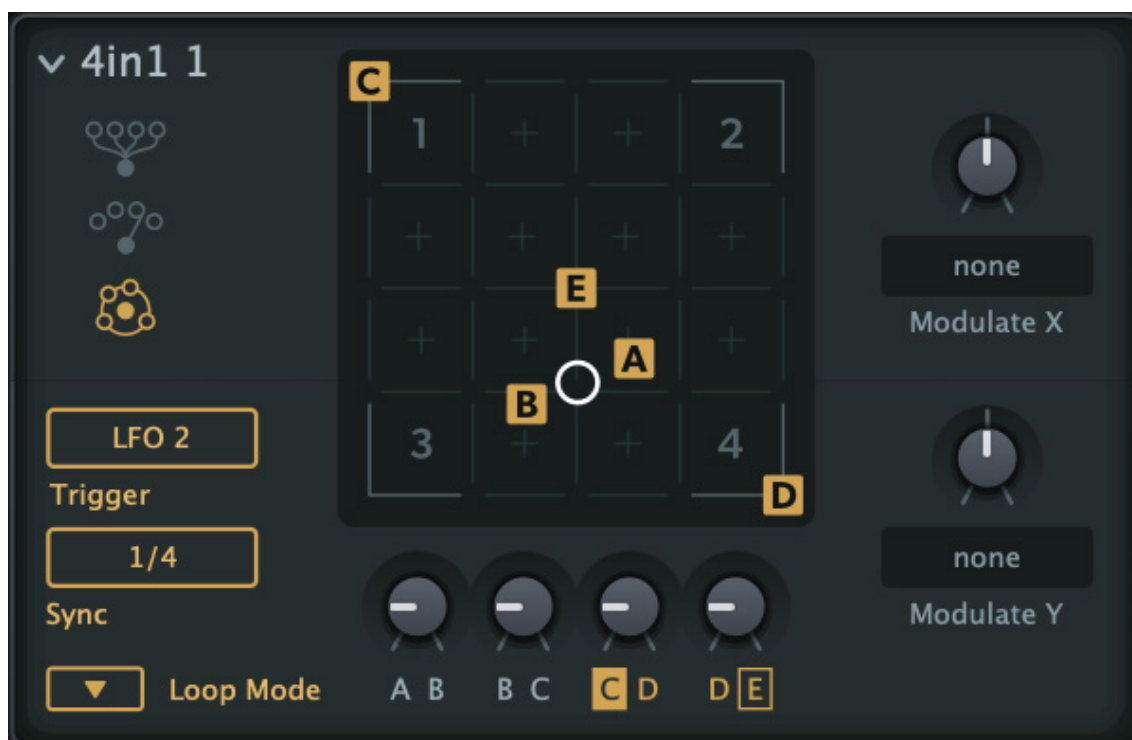 4in1 1
C
1 2
E
A
B
3 4
D
none
Modulate X
LFO 2
Trigger
1/4
Sync
none
Modulate Y
Loop Mode
A B B C C D D E